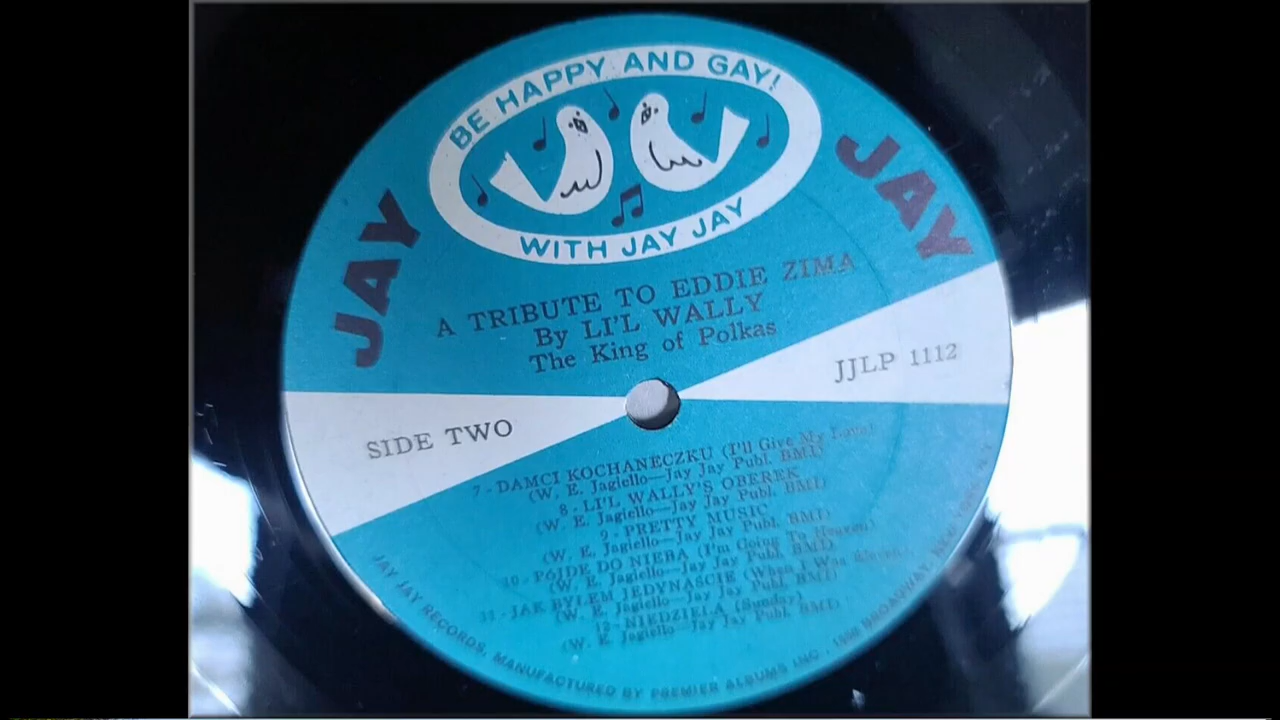 BE HAPPY AND GAY!
WITH JAY JAY
JAY
JAY
A TRIBUTE TO EDDIE ZIMA
By LI'L WALLY
The King of Polkas
JJLP 1112
SIDE TWO
7 - DAMCI KOCHANECZKU (I'll Give My Love)
(W. E. Jagiello—Jay Jay Publ. BMI)
8 - LI'L WALLY'S OBEREK
(W. E. Jagiello—Jay Jay Publ. BMI)
9 - PRETTY MUSIC
(W. E. Jagiello—Jay Jay Publ. BMI)
10 - PÓJDE DO NIEBA (I'm Going To Heaven)
(W. E. Jagiello—Jay Jay Publ. BMI)
11 - JAK BYLEM JEDYNASCIE (When I Was Eleven)
(W. E. Jagiello—Jay Jay Publ. BMI)
12 - NIEDZIELA (Sunday)
(W. E. Jagiello—Jay Jay Publ. BMI)
JAY JAY RECORDS, MANUFACTURED BY PREMIER ALBUMS INC., BROADWAY, NEW YORK, N.Y.